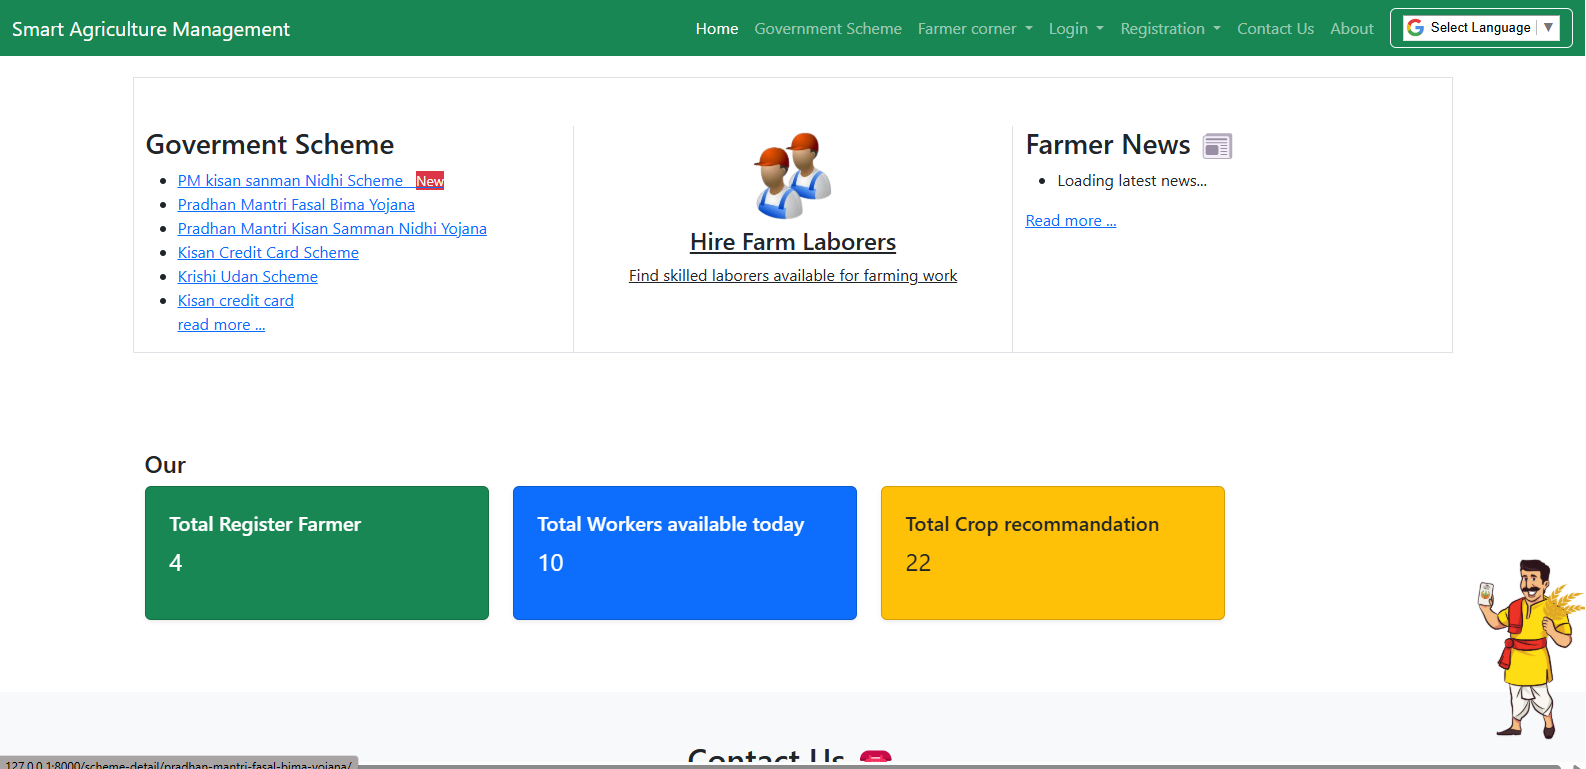 Smart Agriculture Management
Home Government Scheme Farmer corner Login Registration Contact Us About Select Language
Goverment Scheme
PM kisan sanman Nidhi Scheme New
Pradhan Mantri Fasal Bima Yojana
Pradhan Mantri Kisan Samman Nidhi Yojana
Kisan Credit Card Scheme
Krishi Udan Scheme
Kisan credit card
read more ...
Hire Farm Laborers
Find skilled laborers available for farming work
Farmer News
Loading latest news...
Read more ...
Our
Total Register Farmer
4
Total Workers available today
10
Total Crop recommandation
22
Contact Us
127.0.0.1:8000/scheme-detail/pradhan-mantri-fasal-bima-yojana/